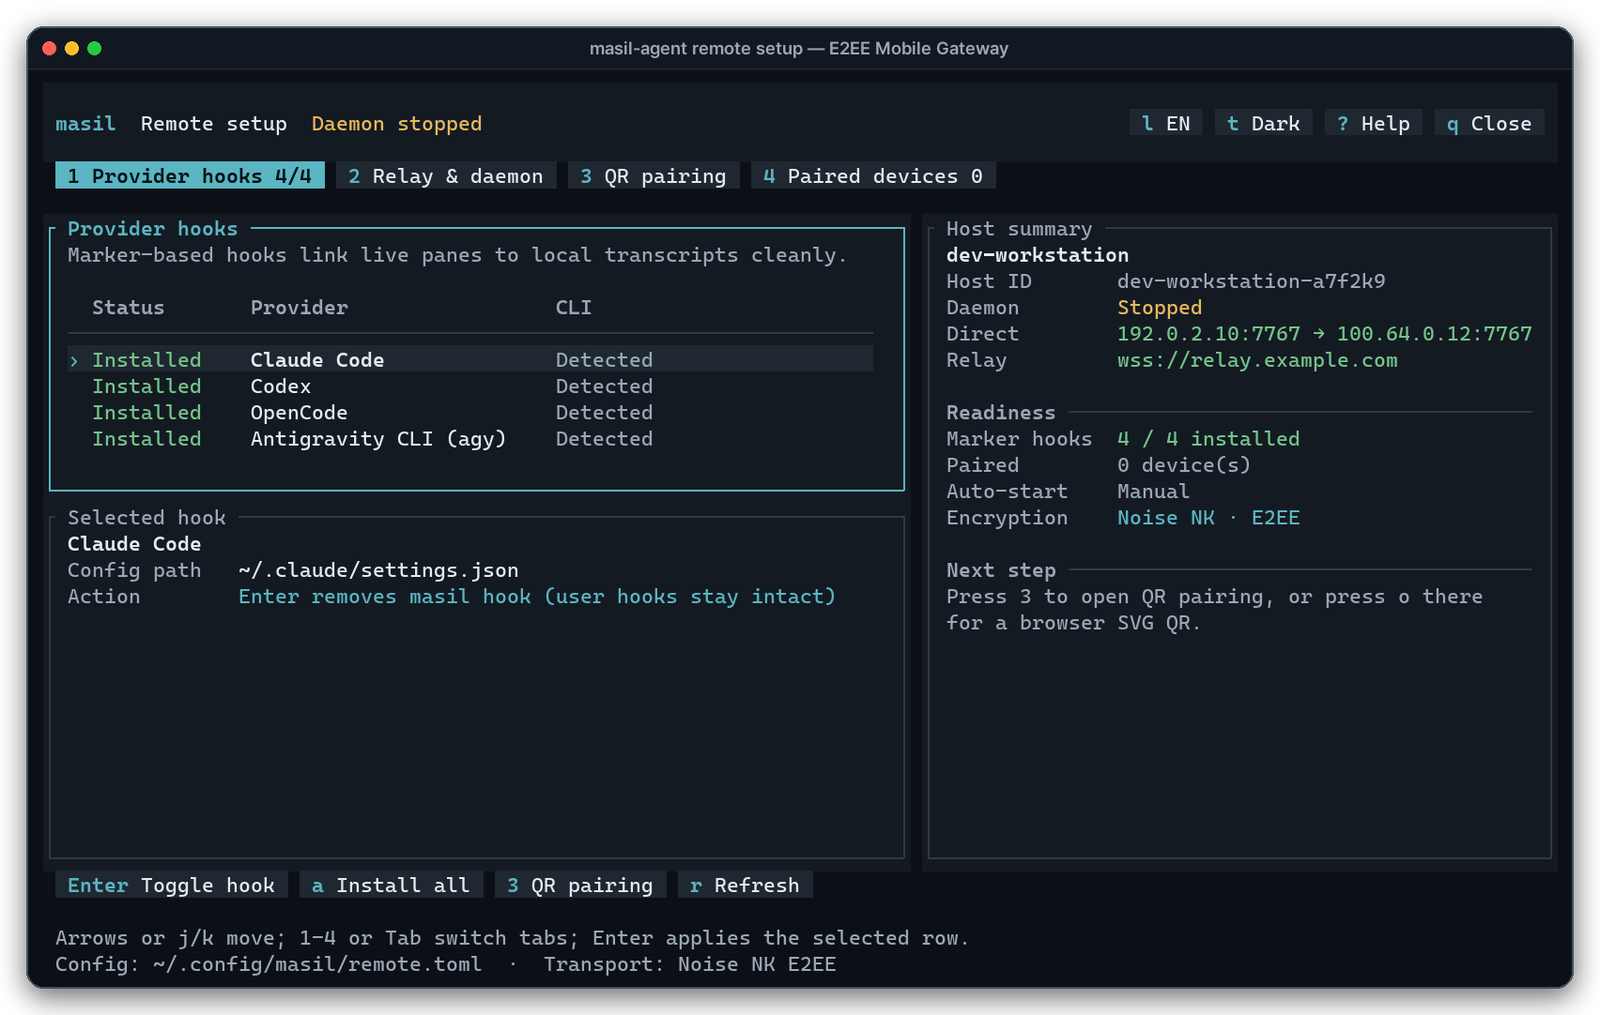 masil-agent remote setup — E2EE Mobile Gateway
masil Remote setup Daemon stopped l EN t Dark ? Help q Close
1 Provider hooks 4/4 2 Relay & daemon 3 QR pairing 4 Paired devices 0
Provider hooks
Marker-based hooks link live panes to local transcripts cleanly.
Status Provider CLI
› Installed Claude Code Detected
Installed Codex Detected
Installed OpenCode Detected
Installed Antigravity CLI (agy) Detected
Selected hook
Claude Code
Config path ~/.claude/settings.json
Action Enter removes masil hook (user hooks stay intact)
Host summary
dev-workstation
Host ID dev-workstation-a7f2k9
Daemon Stopped
Direct 192.0.2.10:7767 → 100.64.0.12:7767
Relay wss://relay.example.com
Readiness
Marker hooks 4 / 4 installed
Paired 0 device(s)
Auto-start Manual
Encryption Noise NK · E2EE
Next step
Press 3 to open QR pairing, or press o there
for a browser SVG QR.
Enter Toggle hook a Install all 3 QR pairing r Refresh
Arrows or j/k move; 1-4 or Tab switch tabs; Enter applies the selected row.
Config: ~/.config/masil/remote.toml · Transport: Noise NK E2EE